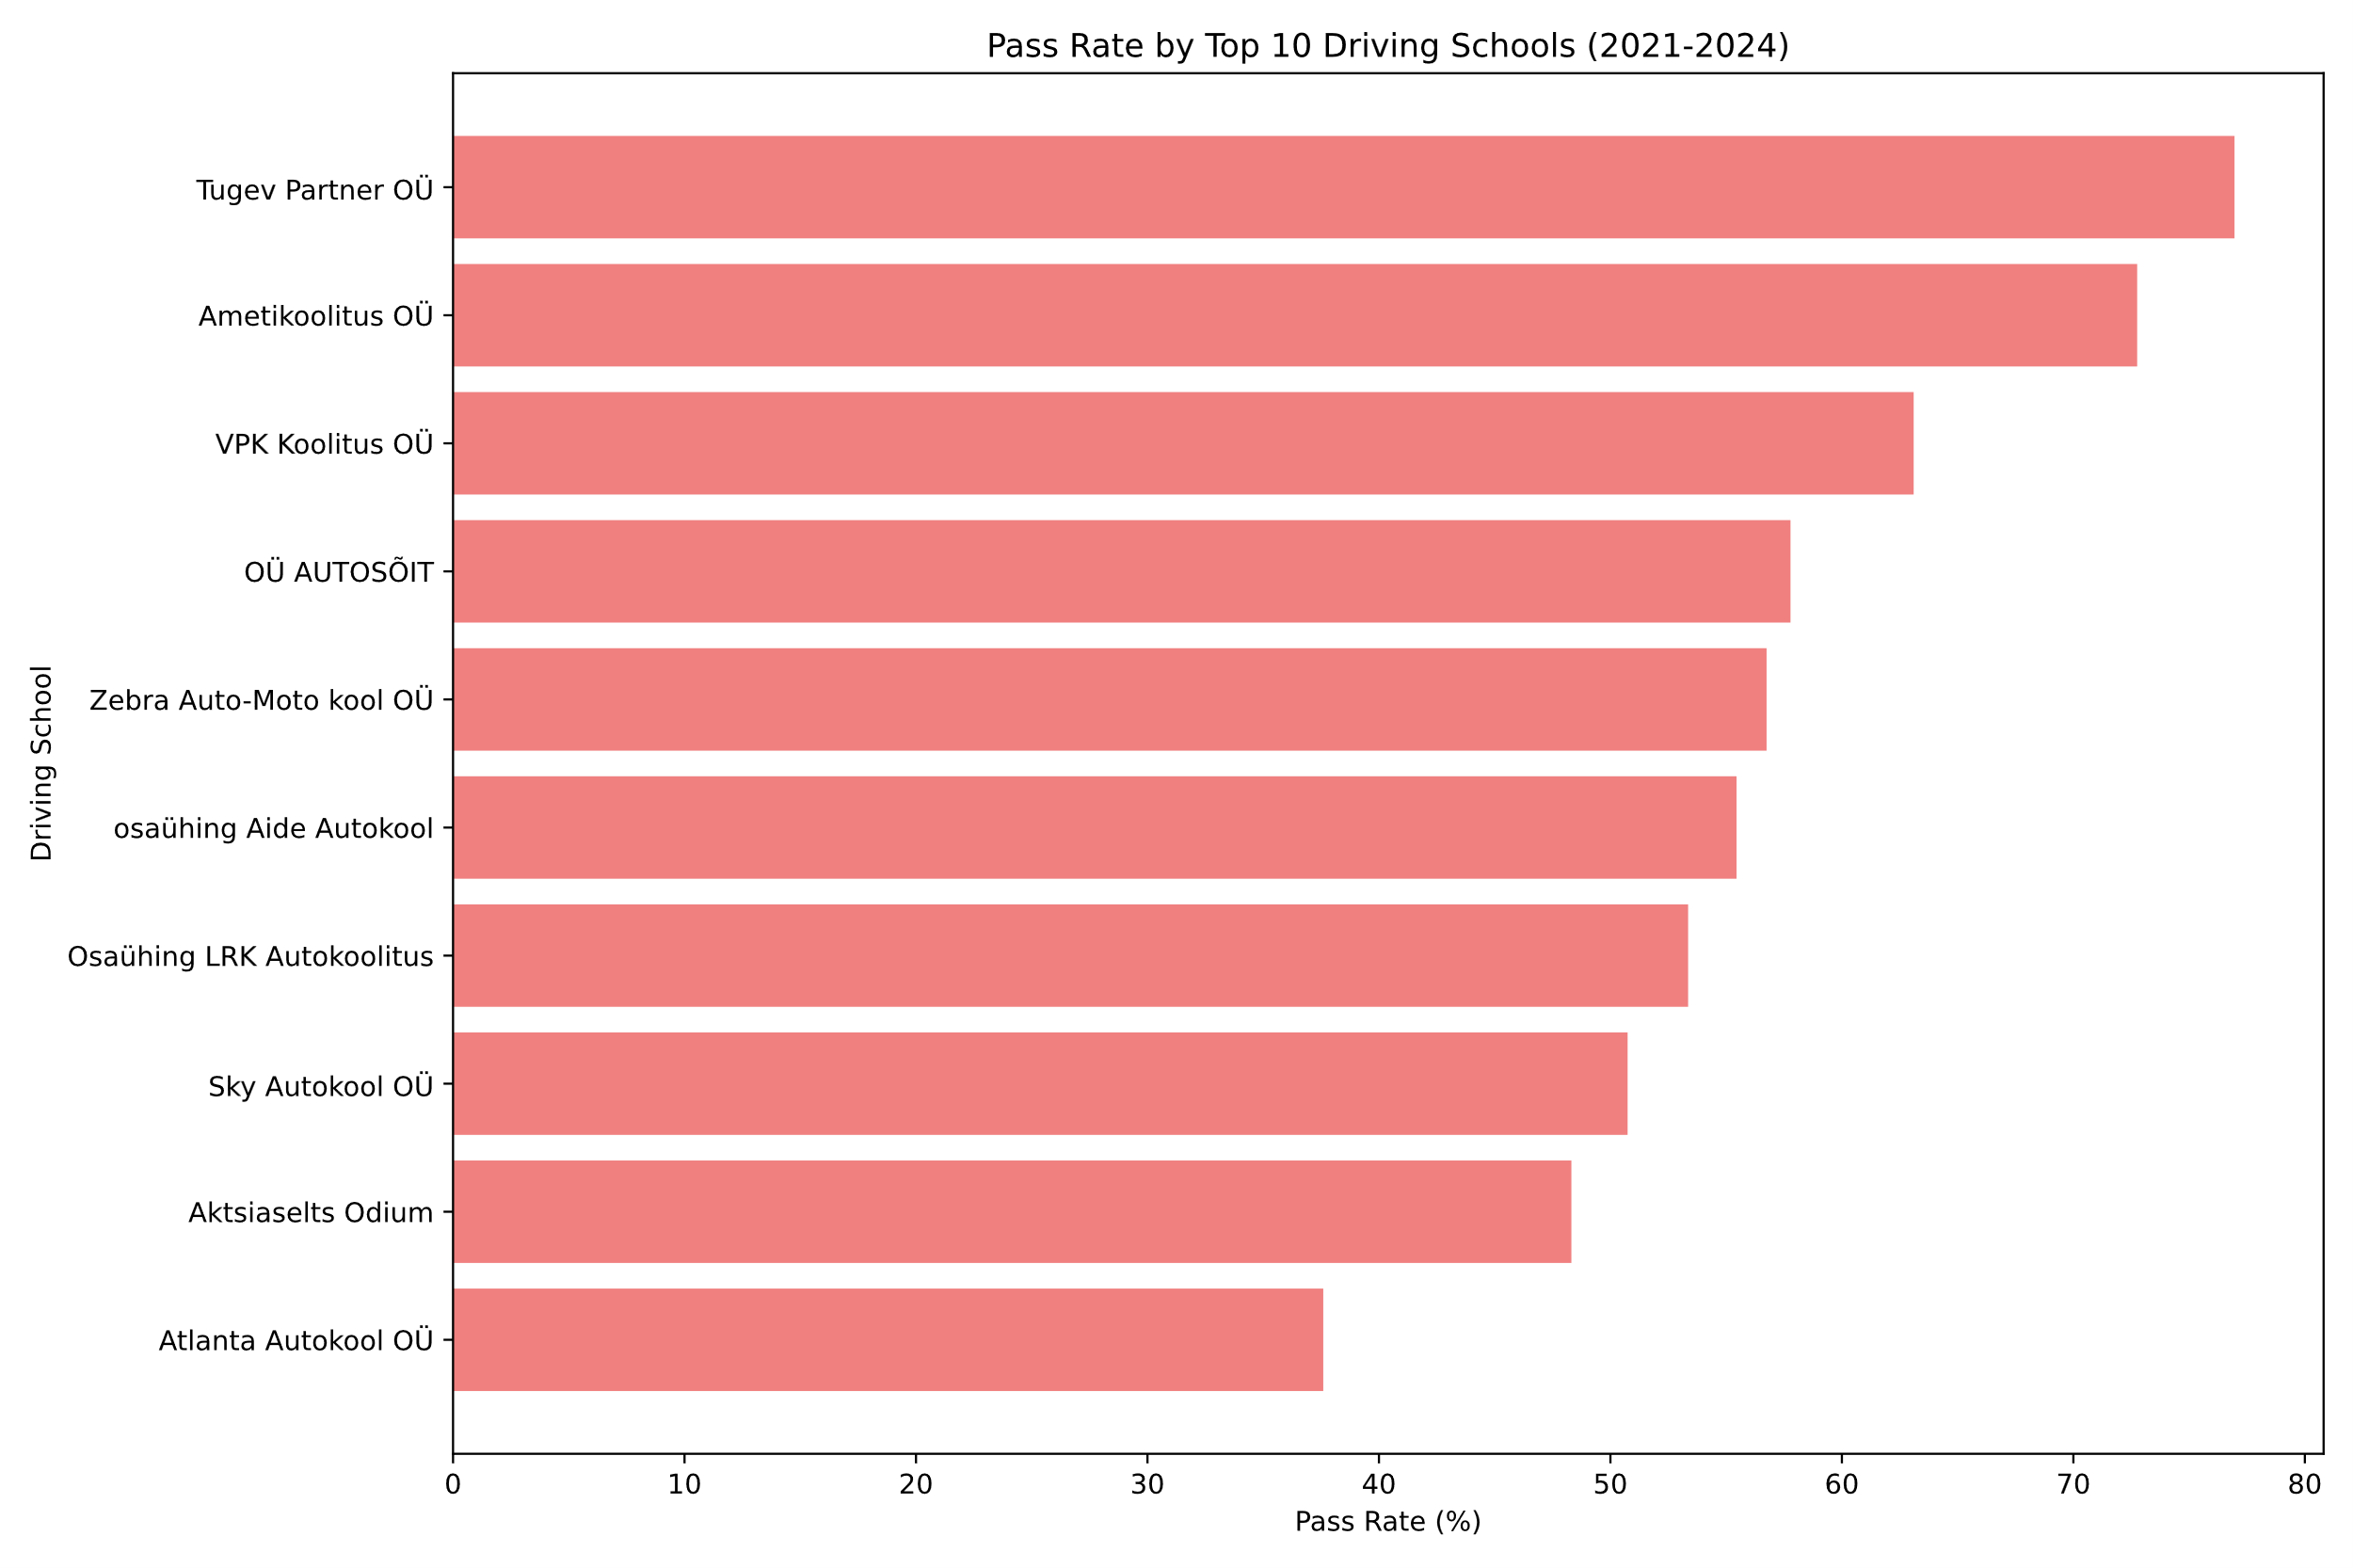 Pass Rate by Top 10 Driving Schools (2021-2024)
Tugev Partner OÜ
Ametikoolitus OÜ
VPK Koolitus OÜ
OÜ AUTOSÕIT
Zebra Auto-Moto kool OÜ
osaühing Aide Autokool
Osaühing LRK Autokoolitus
Sky Autokool OÜ
Aktsiaselts Odium
Atlanta Autokool OÜ
Driving School
0 10 20 30 40 50 60 70 80
Pass Rate (%)